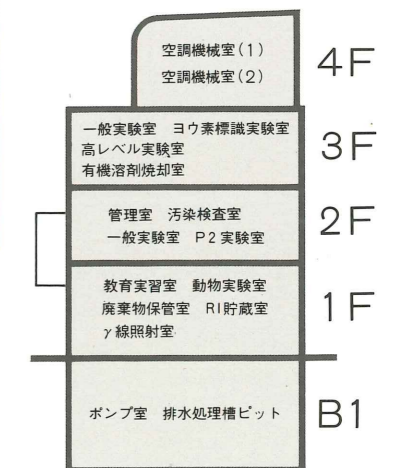 空調機械室(1)
空調機械室(2)
4F
一般実験室 ヨウ素標識実験室
高レベル実験室
有機溶剤焼却室
3F
管理室 汚染検査室
一般実験室 P2実験室
2F
教育実習室 動物実験室
廃棄物保管室 RI貯蔵室
γ線照射室
1F
ポンプ室 排水処理槽ピット
B1